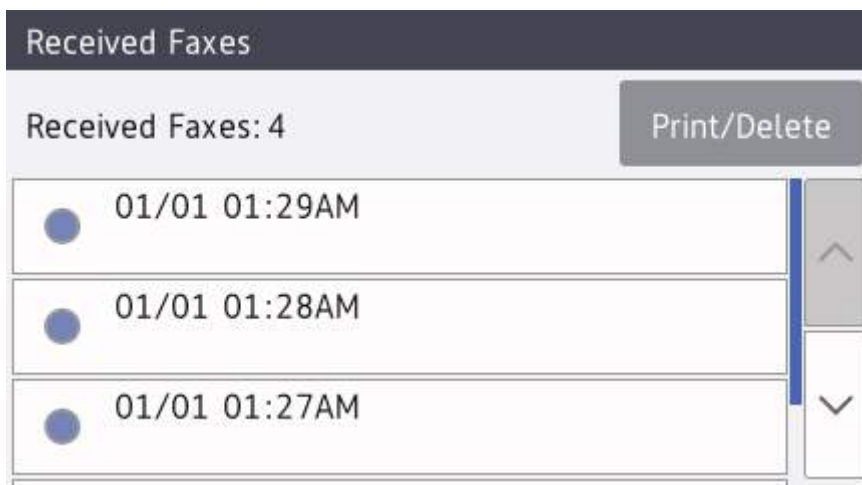 Received Faxes
Received Faxes: 4
Print/Delete
01/01 01:29AM
01/01 01:28AM
01/01 01:27AM